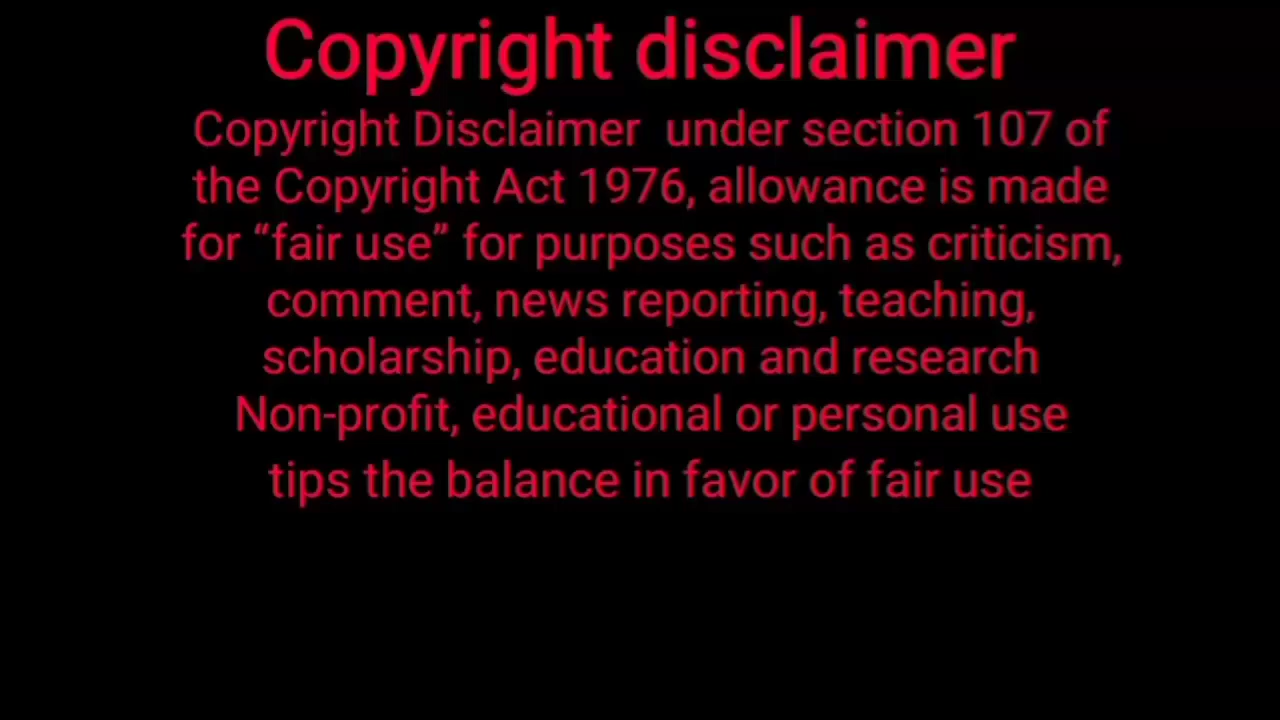 Copyright disclaimer
Copyright Disclaimer  under section 107 of
the Copyright Act 1976, allowance is made
for “fair use” for purposes such as criticism,
comment, news reporting, teaching,
scholarship, education and research
Non-profit, educational or personal use
tips the balance in favor of fair use